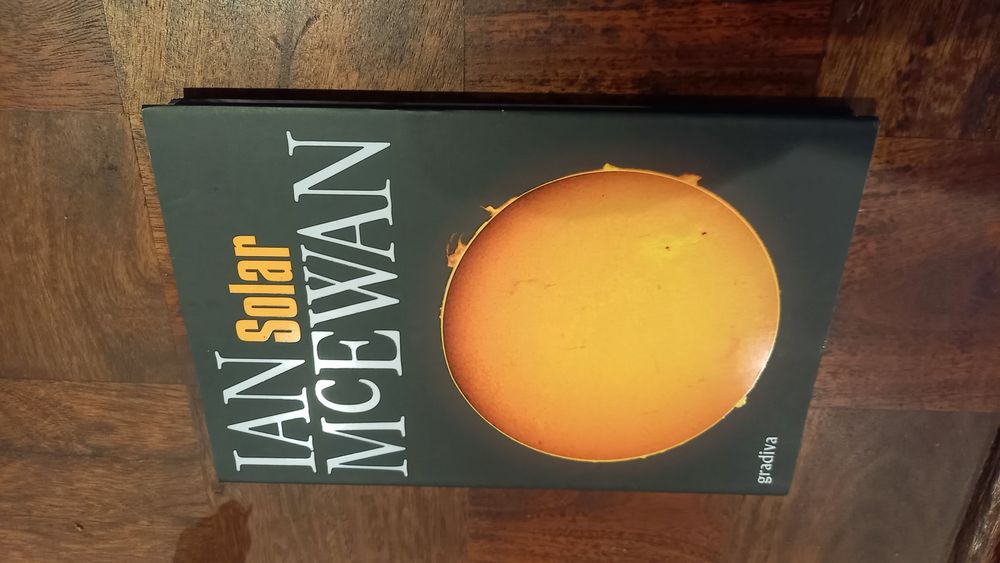 IAN Solar
McEWAN
gradiva